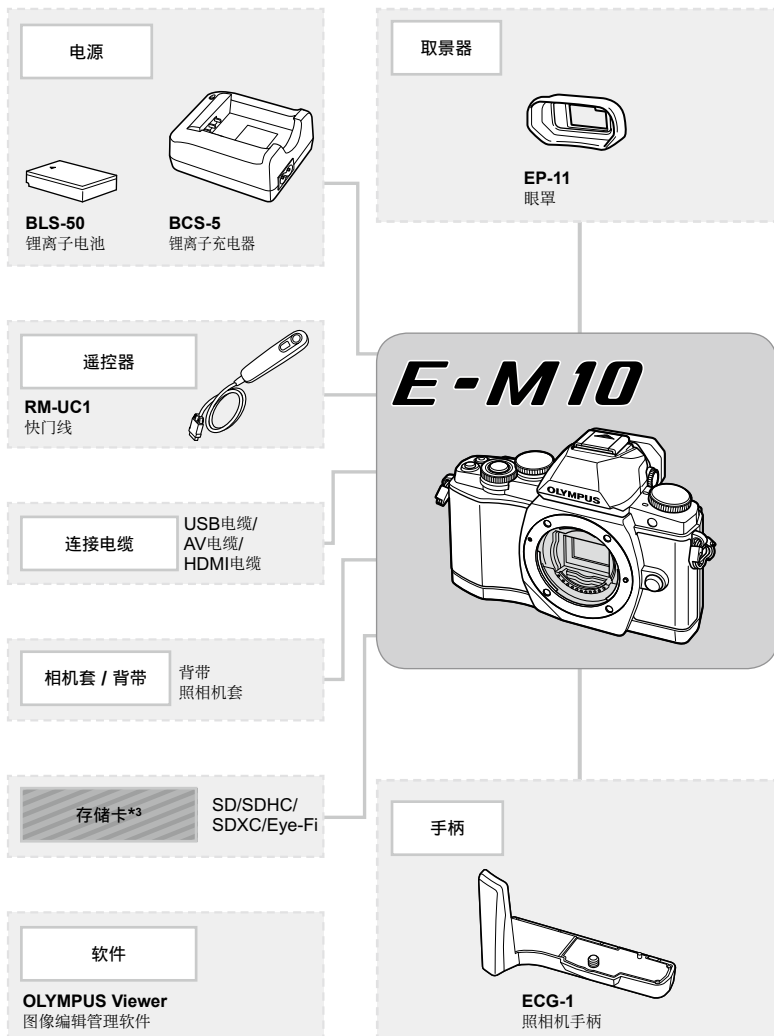 电源
BLS-50
锂离子电池
BCS-5
锂离子充电器
取景器
EP-11
眼罩
遥控器
RM-UC1
快门线
E-M10
OLYMPUS
连接电缆
USB电缆/
AV电缆/
HDMI电缆
相机套 / 背带
背带
照相机套
存储卡*3
SD/SDHC/
SDXC/Eye-Fi
手柄
ECG-1
照相机手柄
软件
OLYMPUS Viewer
图像编辑管理软件